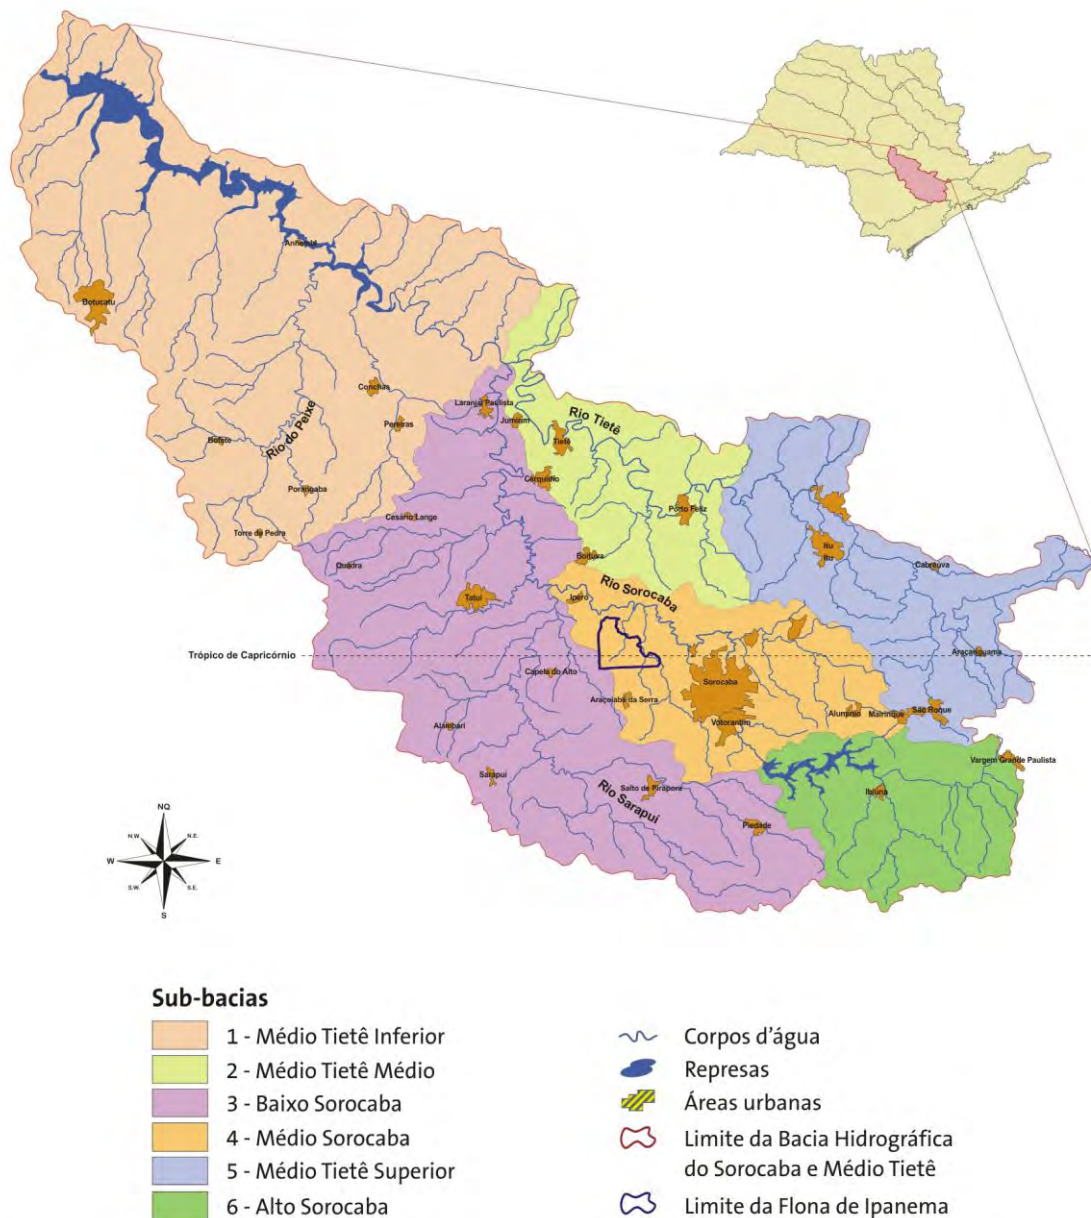 Anhembi
Botucatu
Conchas
Laranjal Paulista
Jumirim
Rio Tietê
Pereiras
Tietê
Bofete
Rio do Peixe
Cerquilho
Porangaba
Porto Feliz
Cesário Lange
Torre de Pedra
Itu
Itu
Boituva
Cabreúva
Quadra
Rio Sorocaba
Tatuí
Iperó
Trópico de Capricórnio
Araçariguama
Capela do Alto
Sorocaba
Araçoiaba da Serra
Alumínio
Mairinque
São Roque
Votorantim
Alambari
Vargem Grande Paulista
Sarapuí
Salto de Pirapora
Ibiúna
Rio Sarapuí
Piedade
NQ
N.W.
N.E.
W
E
S.W.
S.E.
S
Sub-bacias
1 - Médio Tietê Inferior
2 - Médio Tietê Médio
3 - Baixo Sorocaba
4 - Médio Sorocaba
5 - Médio Tietê Superior
6 - Alto Sorocaba
Corpos d’água
Represas
Áreas urbanas
Limite da Bacia Hidrográfica
do Sorocaba e Médio Tietê
Limite da Flona de Ipanema